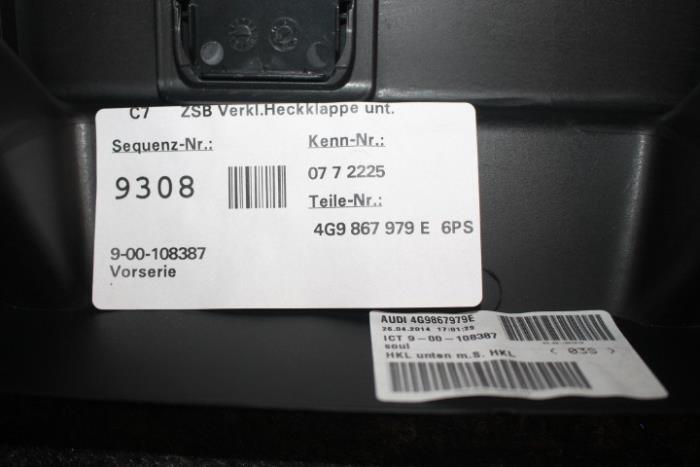 C7 ZSB Verkl.Heckklappe unt.
Sequenz-Nr.:
Kenn-Nr.:
9308
07 7 2225
Teile-Nr.:
4G9 867 979 E 6PS
9-00-108387
Vorserie
AUDI 4G9867979E
26.04.2014 17:01:29
ICT 9-00-108387
soul
HKL unten m.S. HKL
< 03S >